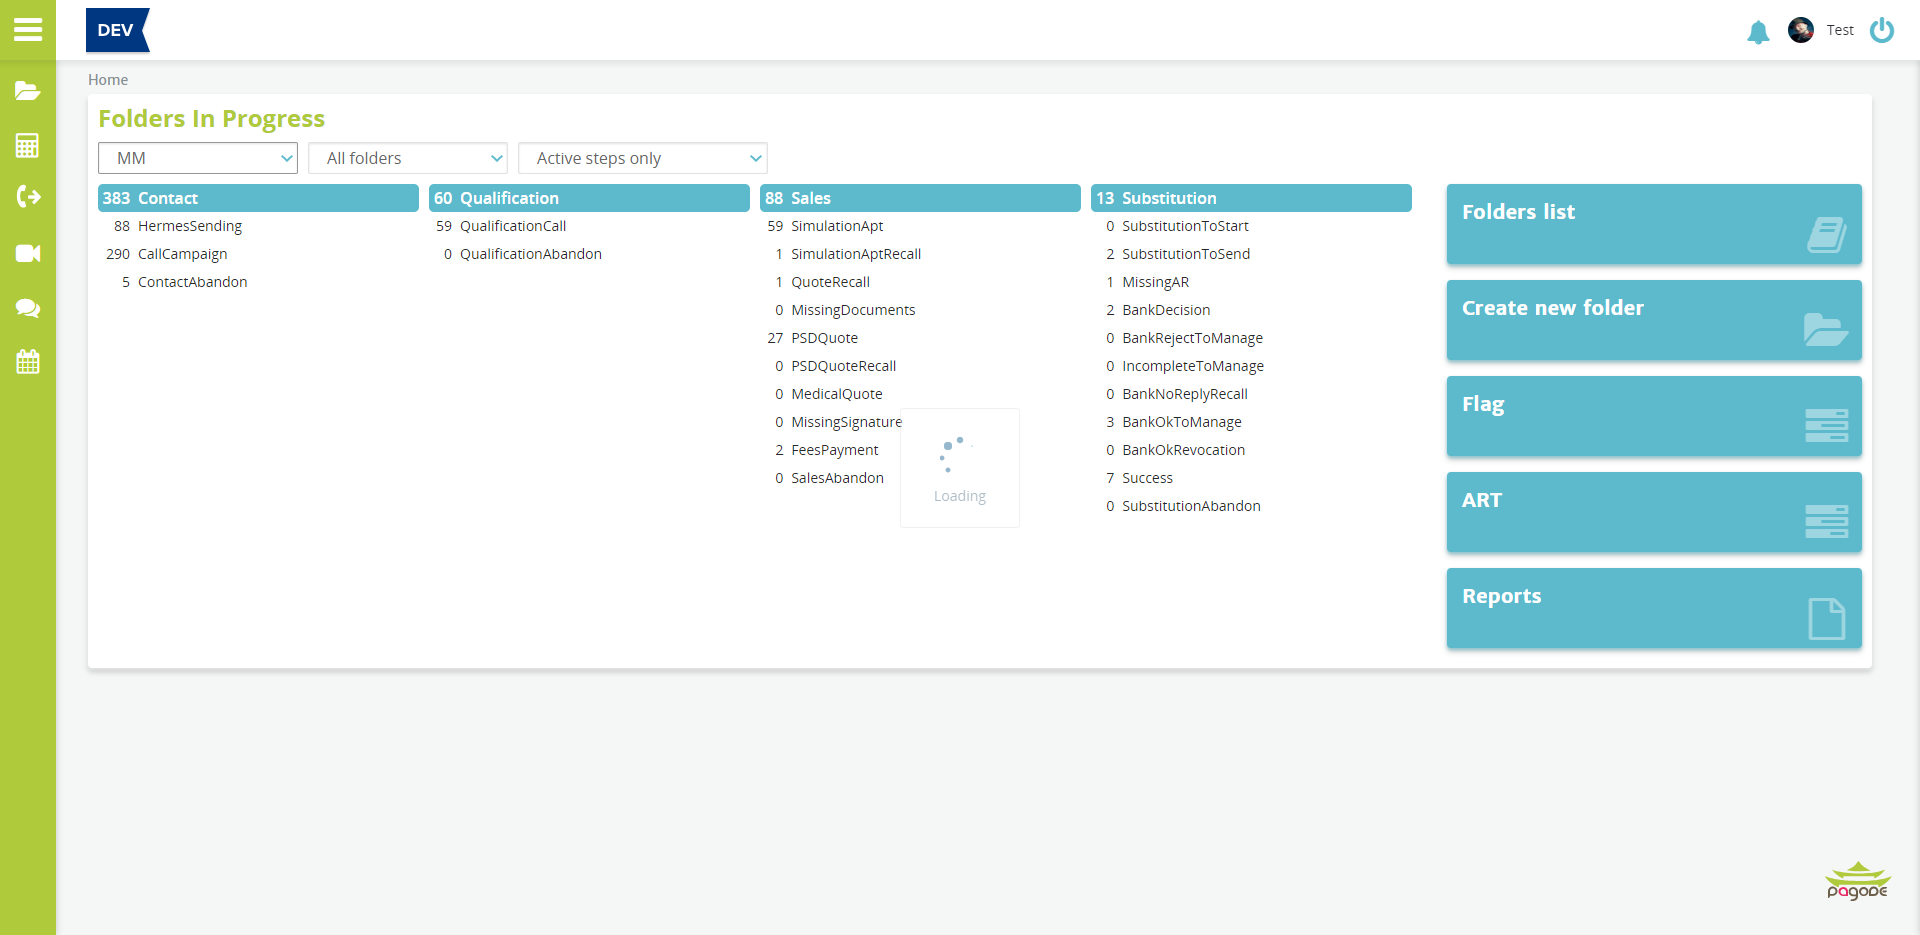 DEV
Test
Home
Folders In Progress
MM
All folders
Active steps only
383 Contact
88 HermesSending
290 CallCampaign
5 ContactAbandon
60 Qualification
59 QualificationCall
0 QualificationAbandon
88 Sales
59 SimulationApt
1 SimulationAptRecall
1 QuoteRecall
0 MissingDocuments
27 PSDQuote
0 PSDQuoteRecall
0 MedicalQuote
0 MissingSignature
2 FeesPayment
0 SalesAbandon
13 Substitution
0 SubstitutionToStart
2 SubstitutionToSend
1 MissingAR
2 BankDecision
0 BankRejectToManage
0 IncompleteToManage
0 BankNoReplyRecall
3 BankOkToManage
0 BankOkRevocation
7 Success
0 SubstitutionAbandon
Loading
Folders list
Create new folder
Flag
ART
Reports
pagode